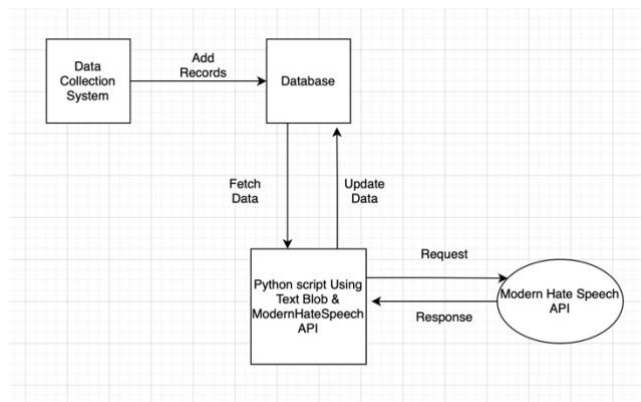 Data
Collection
System
Add
Records
Database
Fetch
Data
Update
Data
Python script Using
Text Blob &
ModernHateSpeech
API
Request
Response
Modern Hate Speech
API